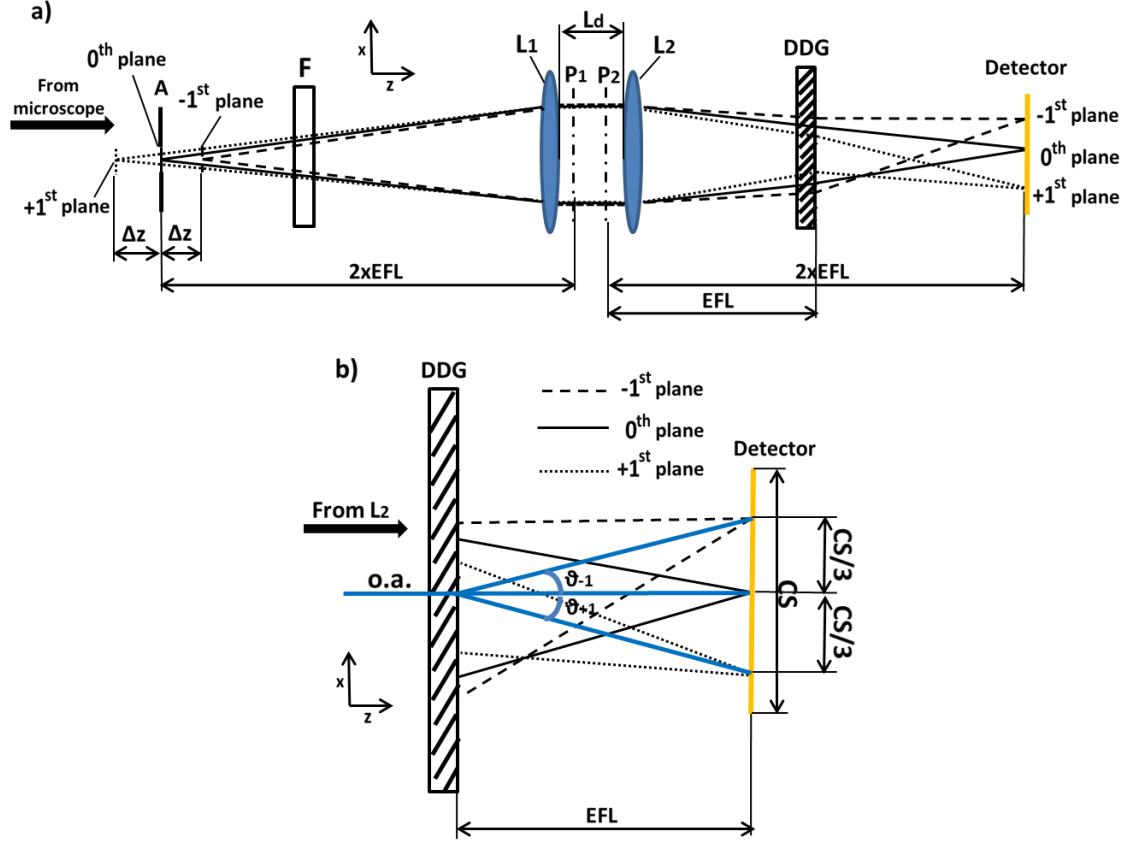 a)
0th plane
From
microscope
A
-1st plane
+1st plane
Δz
Δz
F
x
z
L1
Ld
L2
P1
P2
DDG
Detector
-1st plane
0th plane
+1st plane
2xEFL
2xEFL
EFL
b)
DDG
-1st plane
0th plane
+1st plane
Detector
From L2
o.a.
ϑ-1
ϑ+1
CS/3
CS
CS/3
x
z
EFL